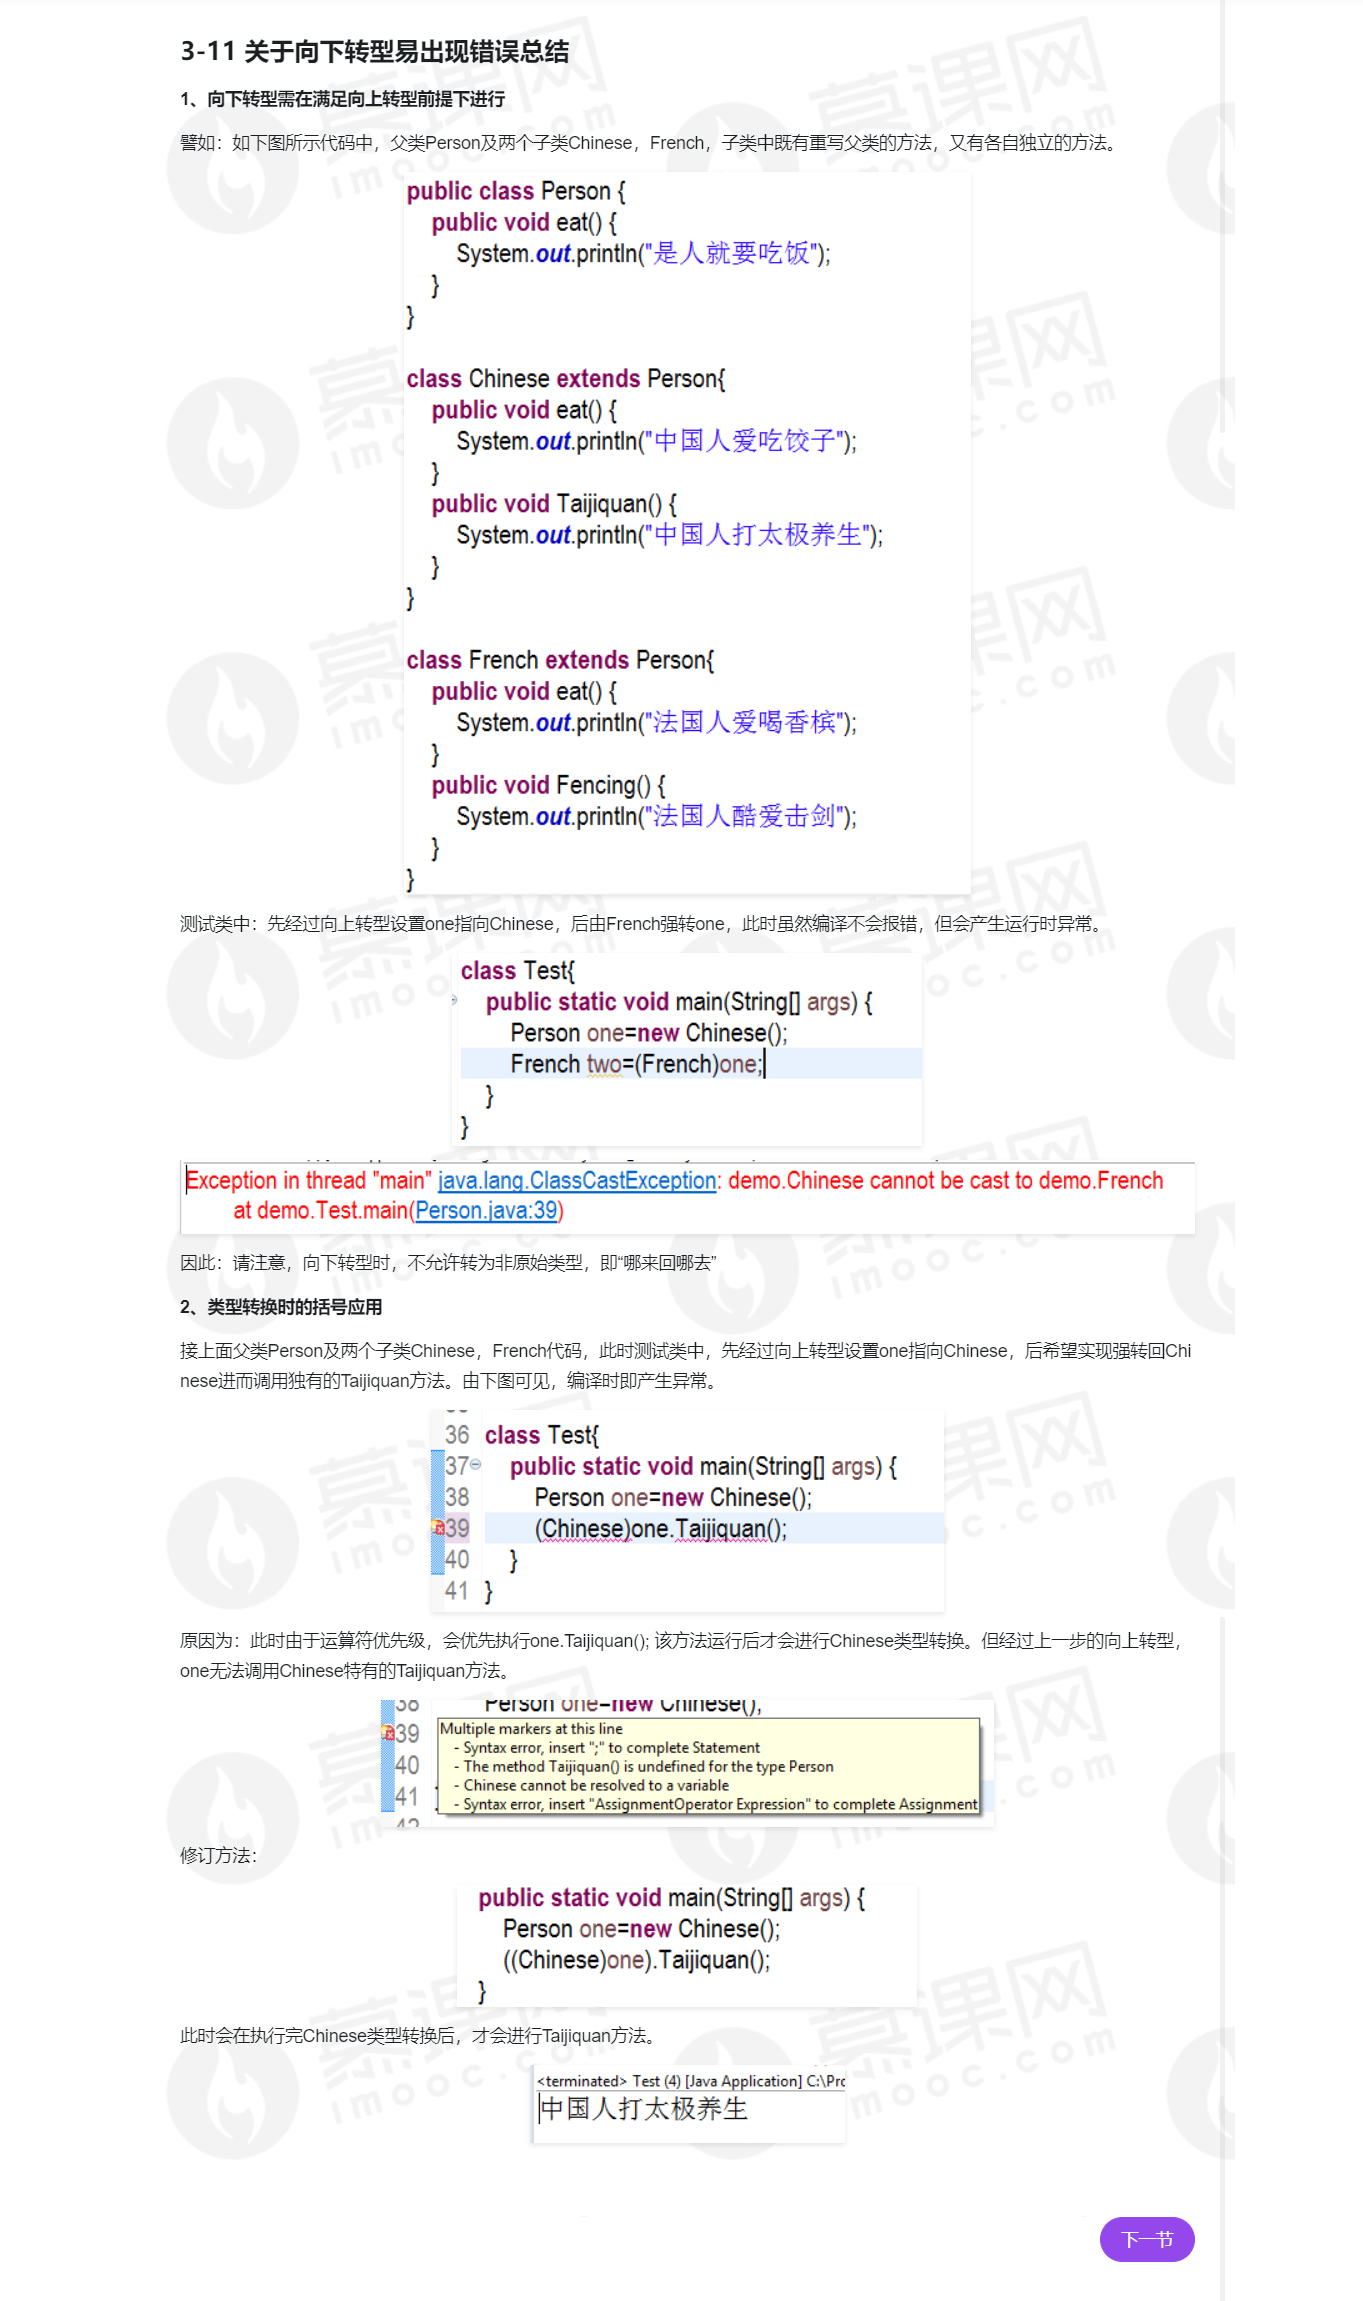 3-11 关于向下转型易出现错误总结
1、向下转型需在满足向上转型前提下进行
譬如：如下图所示代码中，父类Person及两个子类Chinese，French，子类中既有重写父类的方法，又有各自独立的方法。
public class Person {
public void eat() {
System.out.println("是人就要吃饭");
}
}
class Chinese extends Person{
public void eat() {
System.out.println("中国人爱吃饺子");
}
public void Taijiquan() {
System.out.println("中国人打太极养生");
}
}
class French extends Person{
public void eat() {
System.out.println("法国人爱喝香槟");
}
public void Fencing() {
System.out.println("法国人酷爱击剑");
}
}
测试类中：先经过向上转型设置one指向Chinese，后由French强转one，此时虽然编译不会报错，但会产生运行时异常。
class Test{
public static void main(String[] args) {
Person one=new Chinese();
French two=(French)one;
}
}
Exception in thread "main" java.lang.ClassCastException: demo.Chinese cannot be cast to demo.French
at demo.Test.main(Person.java:39)
因此：请注意，向下转型时，不允许转为非原始类型，即“哪来回哪去”
2、类型转换时的括号应用
接上面父类Person及两个子类Chinese，French代码，此时测试类中，先经过向上转型设置one指向Chinese，后希望实现强转回Chi
nese进而调用独有的Taijiquan方法。由下图可见，编译时即产生异常。
36 class Test{
37 public static void main(String[] args) {
38 Person one=new Chinese();
39 (Chinese)one.Taijiquan();
40 }
41 }
原因为：此时由于运算符优先级，会优先执行one.Taijiquan(); 该方法运行后才会进行Chinese类型转换。但经过上一步的向上转型，
one无法调用Chinese特有的Taijiquan方法。
38 Person one=new Chinese();
39 Multiple markers at this line
- Syntax error, insert ";" to complete Statement
40 - The method Taijiquan() is undefined for the type Person
- Chinese cannot be resolved to a variable
41 - Syntax error, insert "AssignmentOperator Expression" to complete Assignment
42
修订方法：
public static void main(String[] args) {
Person one=new Chinese();
((Chinese)one).Taijiquan();
}
此时会在执行完Chinese类型转换后，才会进行Taijiquan方法。
<terminated> Test (4) [Java Application] C:\Prc
中国人打太极养生
下一节